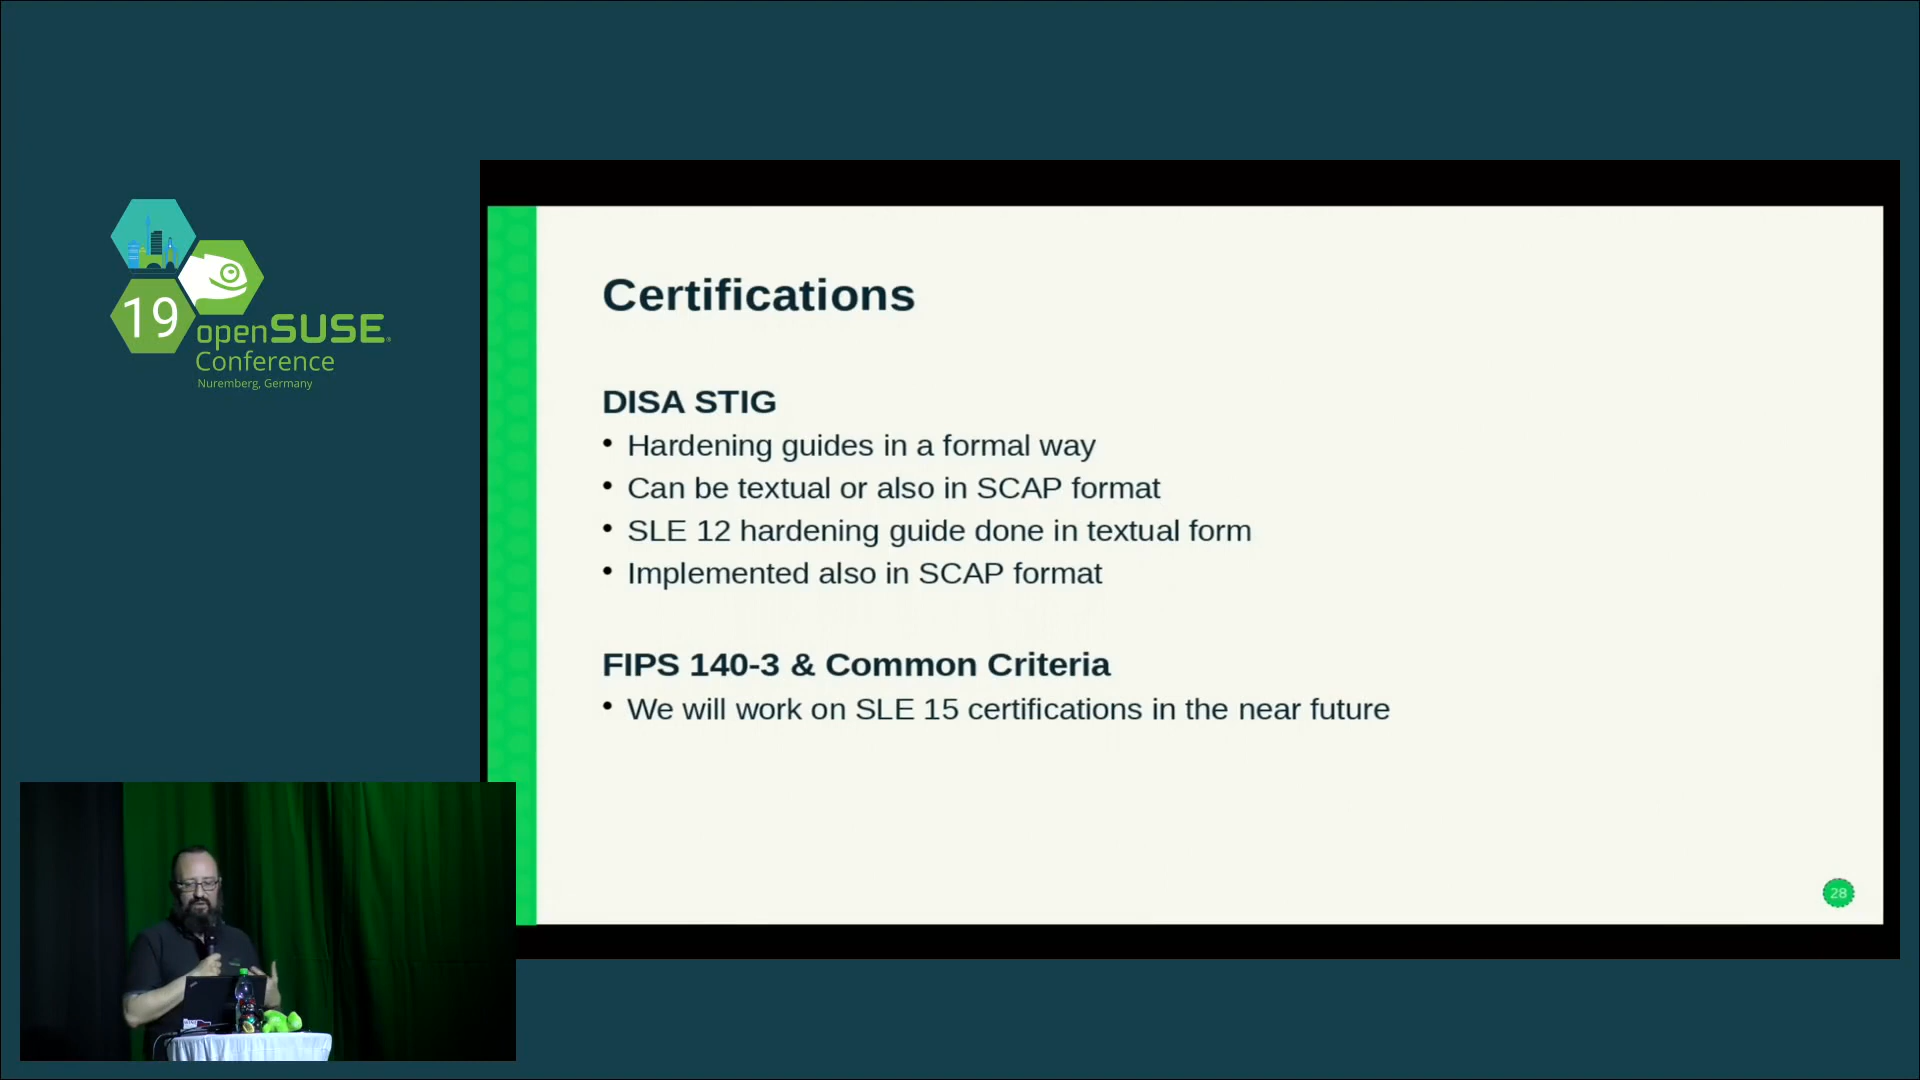 19
openSUSE
Conference
Nuremberg, Germany
Certifications
DISA STIG
• Hardening guides in a formal way
• Can be textual or also in SCAP format
• SLE 12 hardening guide done in textual form
• Implemented also in SCAP format
FIPS 140-3 & Common Criteria
• We will work on SLE 15 certifications in the near future
28